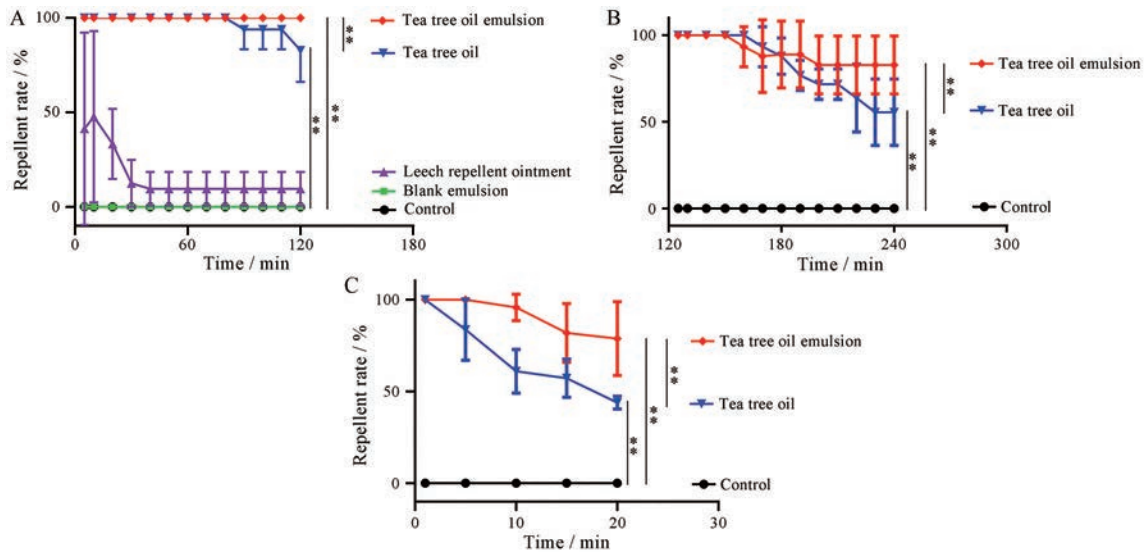 A
Repellent rate / %
100
50
0
0
60
120
180
Time / min
Tea tree oil emulsion
Tea tree oil
Leech repellent ointment
Blank emulsion
Control
**
**
**
B
Repellent rate / %
100
50
0
120
180
240
300
Time / min
Tea tree oil emulsion
Tea tree oil
Control
**
**
**
C
Repellent rate / %
100
50
0
10
20
30
Time / min
Tea tree oil emulsion
Tea tree oil
Control
**
**
**